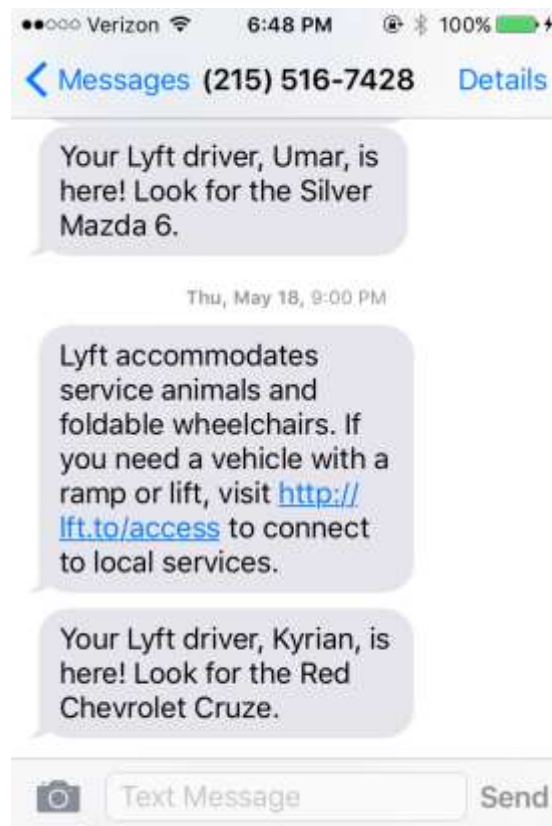 Verizon 6:48 PM 100%
Messages (215) 516-7428 Details
Your Lyft driver, Umar, is
here! Look for the Silver
Mazda 6.
Thu, May 18, 9:00 PM
Lyft accommodates
service animals and
foldable wheelchairs. If
you need a vehicle with a
ramp or lift, visit http://
lft.to/access to connect
to local services.
Your Lyft driver, Kyrian, is
here! Look for the Red
Chevrolet Cruze.
Text Message Send